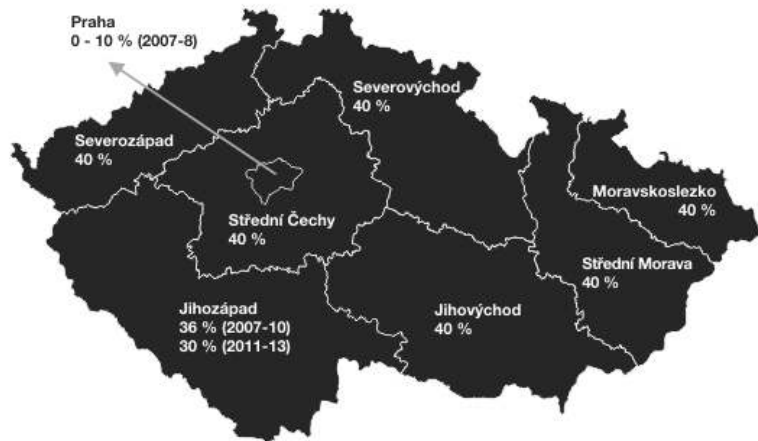 Praha
0 - 10 % (2007-8)
Severovýchod
40 %
Severozápad
40 %
Moravskoslezko
40 %
Střední Čechy
40 %
Střední Morava
40 %
Jihozápad
36 % (2007-10)
30 % (2011-13)
Jihovýchod
40 %